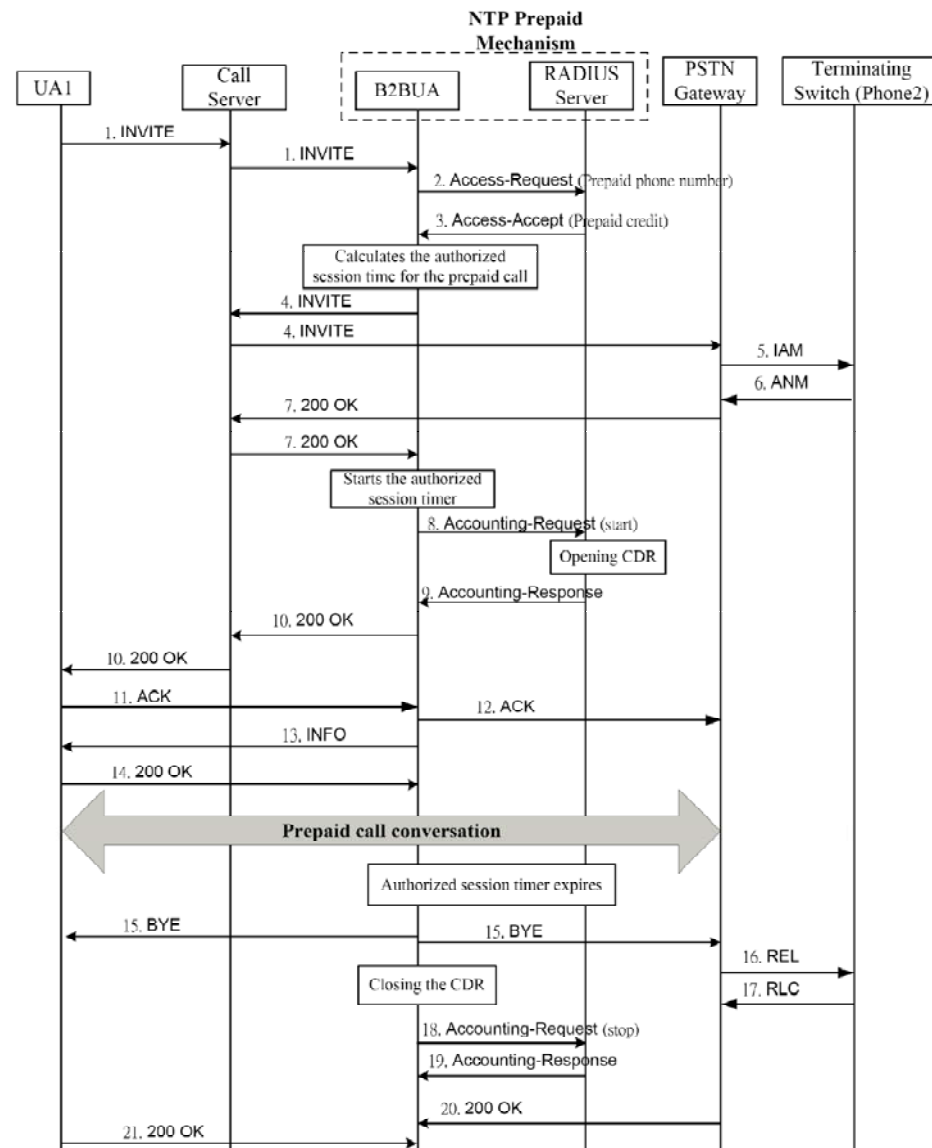 NTP Prepaid
Mechanism
UA1
Call
Server
B2BUA
RADIUS
Server
PSTN
Gateway
Terminating
Switch (Phone2)
1. INVITE
1. INVITE
2. Access-Request (Prepaid phone number)
3. Access-Accept (Prepaid credit)
Calculates the authorized
session time for the prepaid call
4. INVITE
4. INVITE
5. IAM
6. ANM
7. 200 OK
7. 200 OK
Starts the authorized
session timer
8. Accounting-Request (start)
Opening CDR
9. Accounting-Response
10. 200 OK
10. 200 OK
11. ACK
12. ACK
13. INFO
14. 200 OK
Prepaid call conversation
Authorized session timer expires
15. BYE
15. BYE
16. REL
Closing the CDR
17. RLC
18. Accounting-Request (stop)
19. Accounting-Response
20. 200 OK
21. 200 OK